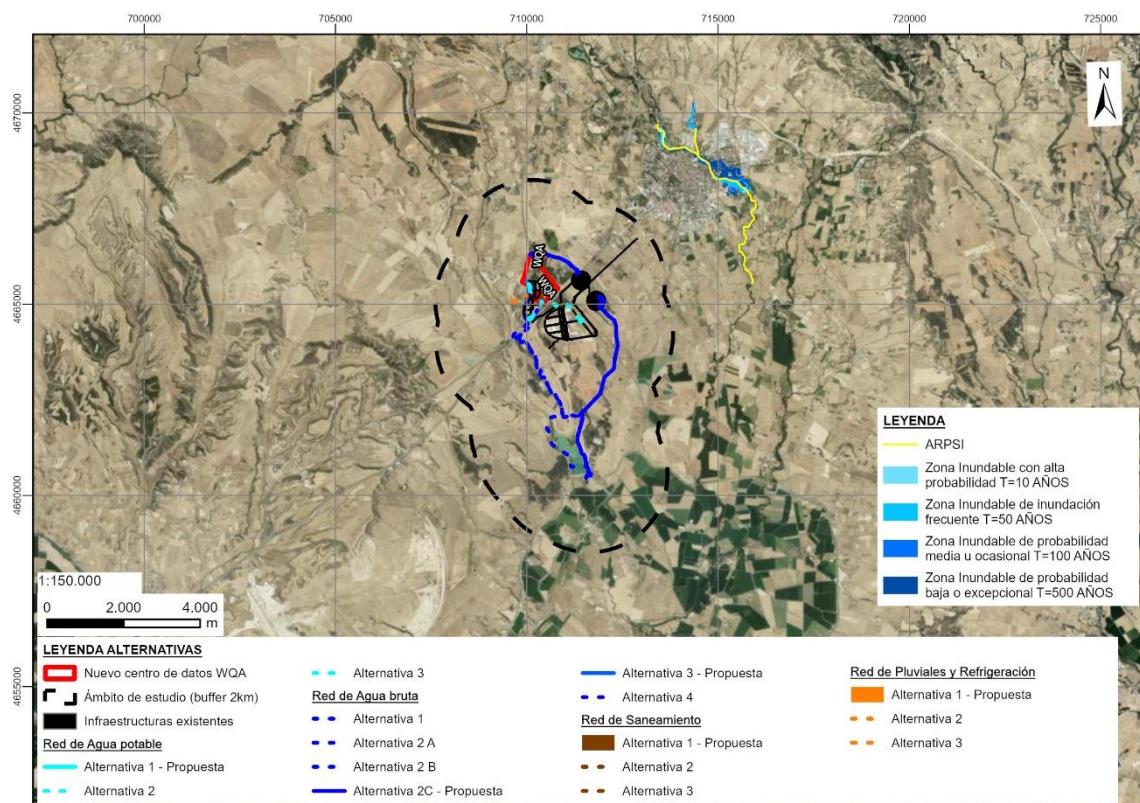 700000
705000
710000
715000
720000
725000
4670000
4665000
4660000
4655000
N
WQA
WQA
LEYENDA
ARPSI
Zona Inundable con alta
probabilidad T=10 AÑOS
Zona Inundable de inundación
frecuente T=50 AÑOS
Zona Inundable de probabilidad
media u ocasional T=100 AÑOS
Zona Inundable de probabilidad
baja o excepcional T=500 AÑOS
1:150.000
0 2.000 4.000
m
LEYENDA ALTERNATIVAS
Nuevo centro de datos WQA
Ámbito de estudio (buffer 2km)
Infraestructuras existentes
Red de Agua potable
Alternativa 1 - Propuesta
Alternativa 2
Alternativa 3
Red de Agua bruta
Alternativa 1
Alternativa 2 A
Alternativa 2 B
Alternativa 2C - Propuesta
Alternativa 3 - Propuesta
Alternativa 4
Red de Saneamiento
Alternativa 1 - Propuesta
Alternativa 2
Alternativa 3
Red de Pluviales y Refrigeración
Alternativa 1 - Propuesta
Alternativa 2
Alternativa 3